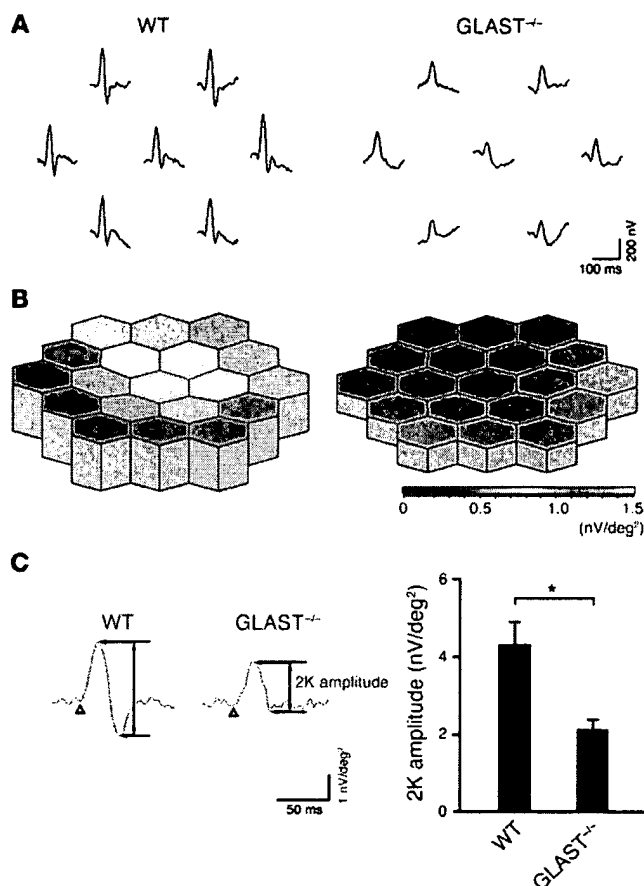 A
WT
GLAST⁻/⁻
200 nV
100 ms
B
0 0.5 1.0 1.5
(nV/deg²)
C
WT
GLAST⁻/⁻
2K amplitude
1 nV/deg²
50 ms
2K amplitude (nV/deg²)
6
4
2
0
*
WT
GLAST⁻/⁻